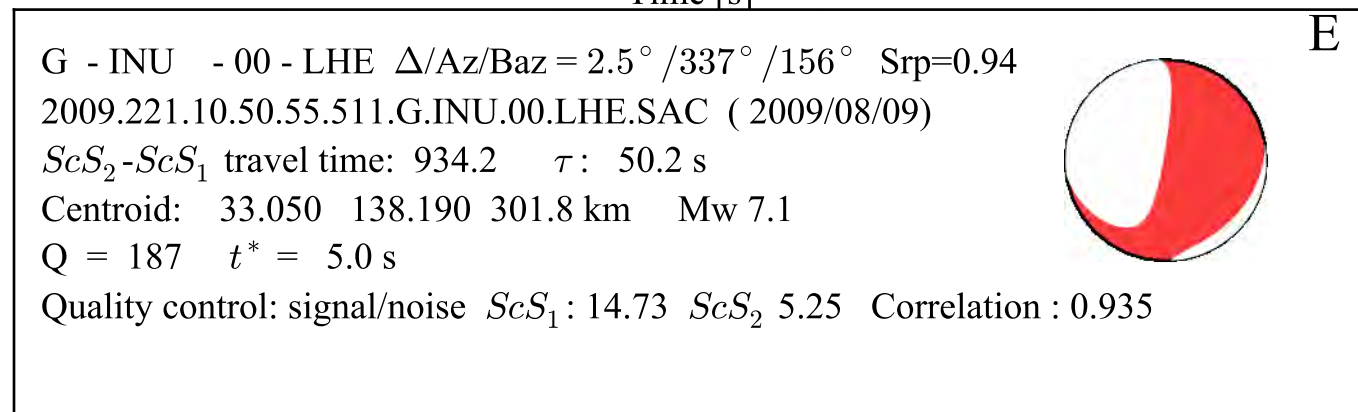 Time [s]
E
G - INU - 00 - LHE Δ/Az/Baz = 2.5°/337°/156° Srp=0.94
2009.221.10.50.55.511.G.INU.00.LHE.SAC ( 2009/08/09)
ScS₂-ScS₁ travel time: 934.2 τ: 50.2 s
Centroid: 33.050 138.190 301.8 km Mw 7.1
Q = 187 t* = 5.0 s
Quality control: signal/noise ScS₁: 14.73 ScS₂ 5.25 Correlation : 0.935